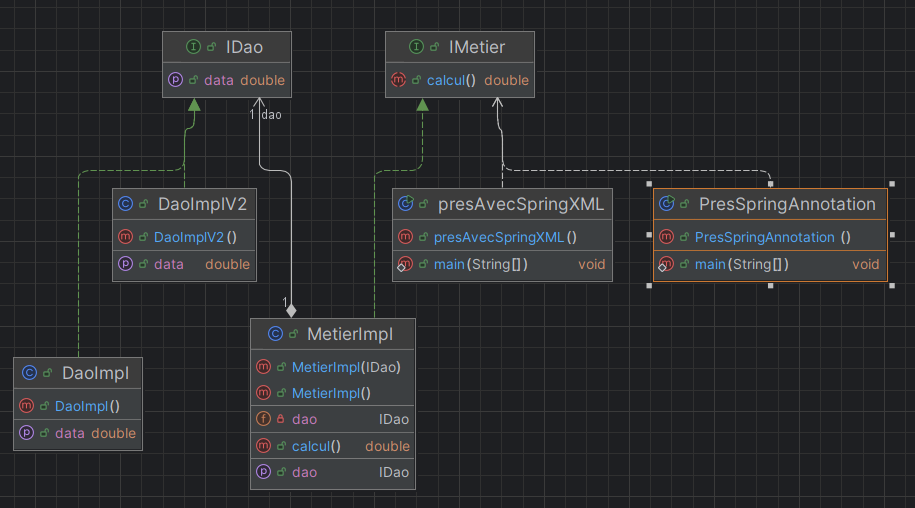 IDao
data double
IMetier
calcul() double
1 dao
DaoImplV2
DaoImplV2()
data double
presAvecSpringXML
presAvecSpringXML()
main(String[]) void
PresSpringAnnotation
PresSpringAnnotation ()
main(String[]) void
1
MetierImpl
MetierImpl(IDao)
MetierImpl()
dao IDao
calcul() double
dao IDao
DaoImpl
DaoImpl()
data double